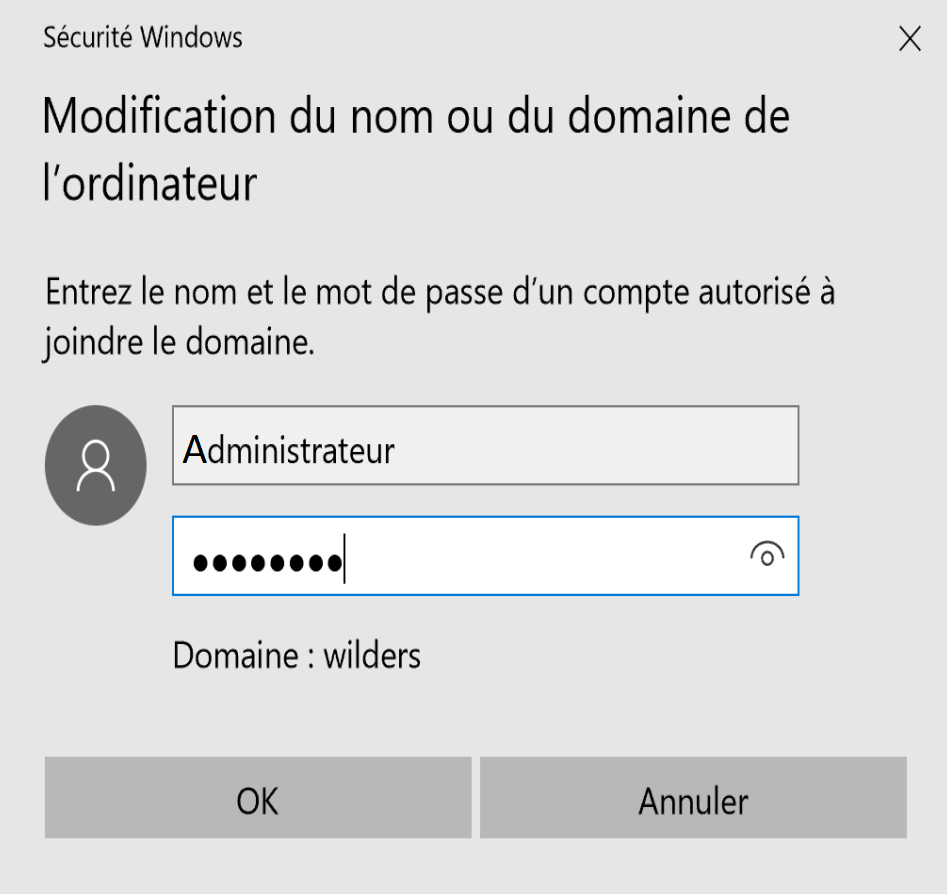 Sécurité Windows
Modification du nom ou du domaine de
l’ordinateur
Entrez le nom et le mot de passe d’un compte autorisé à
joindre le domaine.
Administrateur
●●●●●●●●
Domaine : wilders
OK
Annuler